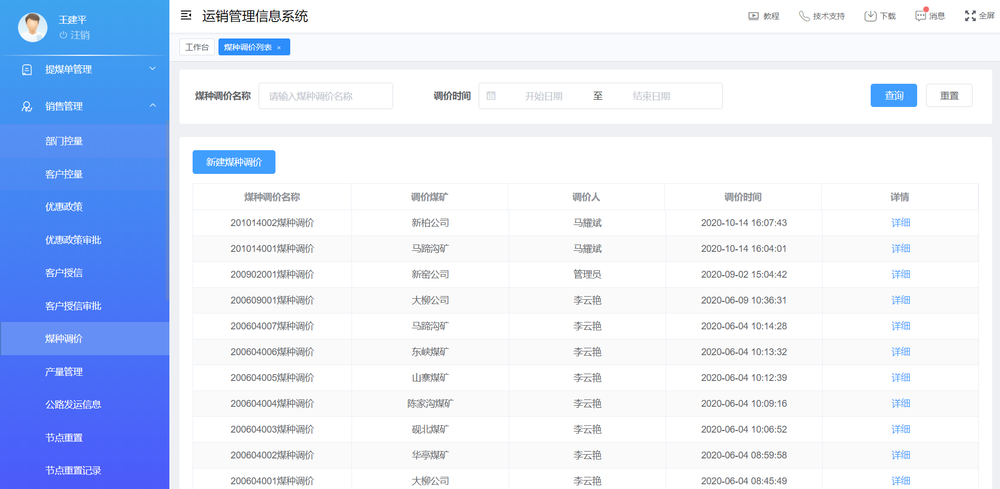 王建平
注销
提煤单管理
销售管理
部门控量
客户控量
优惠政策
优惠政策审批
客户授信
客户授信审批
煤种调价
产量管理
公路发运信息
节点重置
节点重置记录
运销管理信息系统
教程 技术支持 下载 消息 全屏
工作台 煤种调价列表 ×
煤种调价名称 请输入煤种调价名称 调价时间 开始日期 至 结束日期 查询 重置
新建煤种调价
煤种调价名称 调价煤矿 调价人 调价时间 详情
201014002煤种调价 新柏公司 马耀斌 2020-10-14 16:07:43 详细
201014001煤种调价 马蹄沟矿 马耀斌 2020-10-14 16:04:01 详细
200902001煤种调价 新窑公司 管理员 2020-09-02 15:04:42 详细
200609001煤种调价 大柳公司 李云艳 2020-06-09 10:36:31 详细
200604007煤种调价 马蹄沟矿 李云艳 2020-06-04 10:14:28 详细
200604006煤种调价 东峡煤矿 李云艳 2020-06-04 10:13:32 详细
200604005煤种调价 山寨煤矿 李云艳 2020-06-04 10:12:39 详细
200604004煤种调价 陈家沟煤矿 李云艳 2020-06-04 10:09:16 详细
200604003煤种调价 砚北煤矿 李云艳 2020-06-04 10:06:52 详细
200604002煤种调价 华亭煤矿 李云艳 2020-06-04 08:59:58 详细
200604001煤种调价 大柳公司 李云艳 2020-06-04 08:45:49 详细